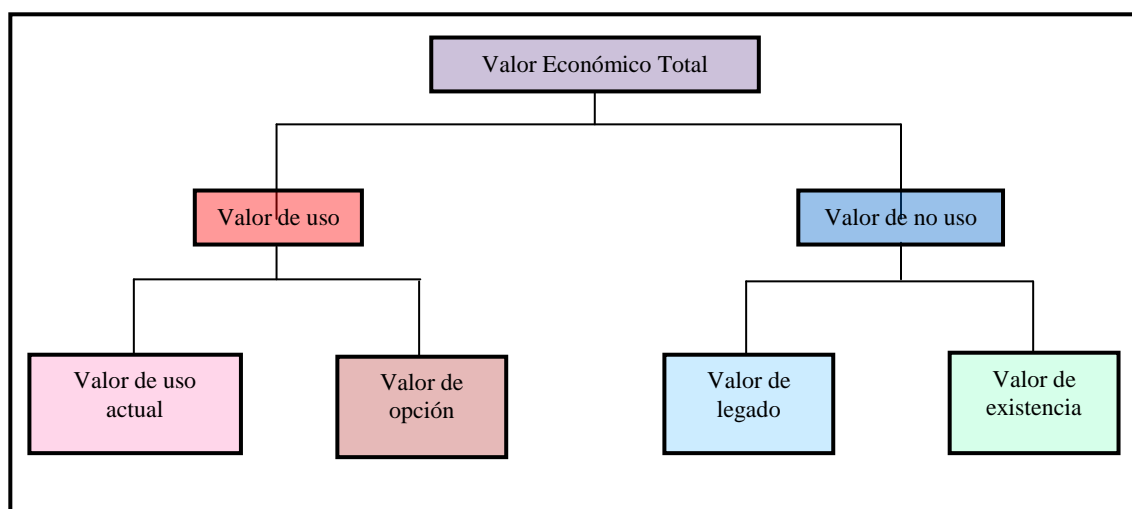 Valor Económico Total
Valor de uso
Valor de no uso
Valor de uso
actual
Valor de
opción
Valor de
legado
Valor de
existencia